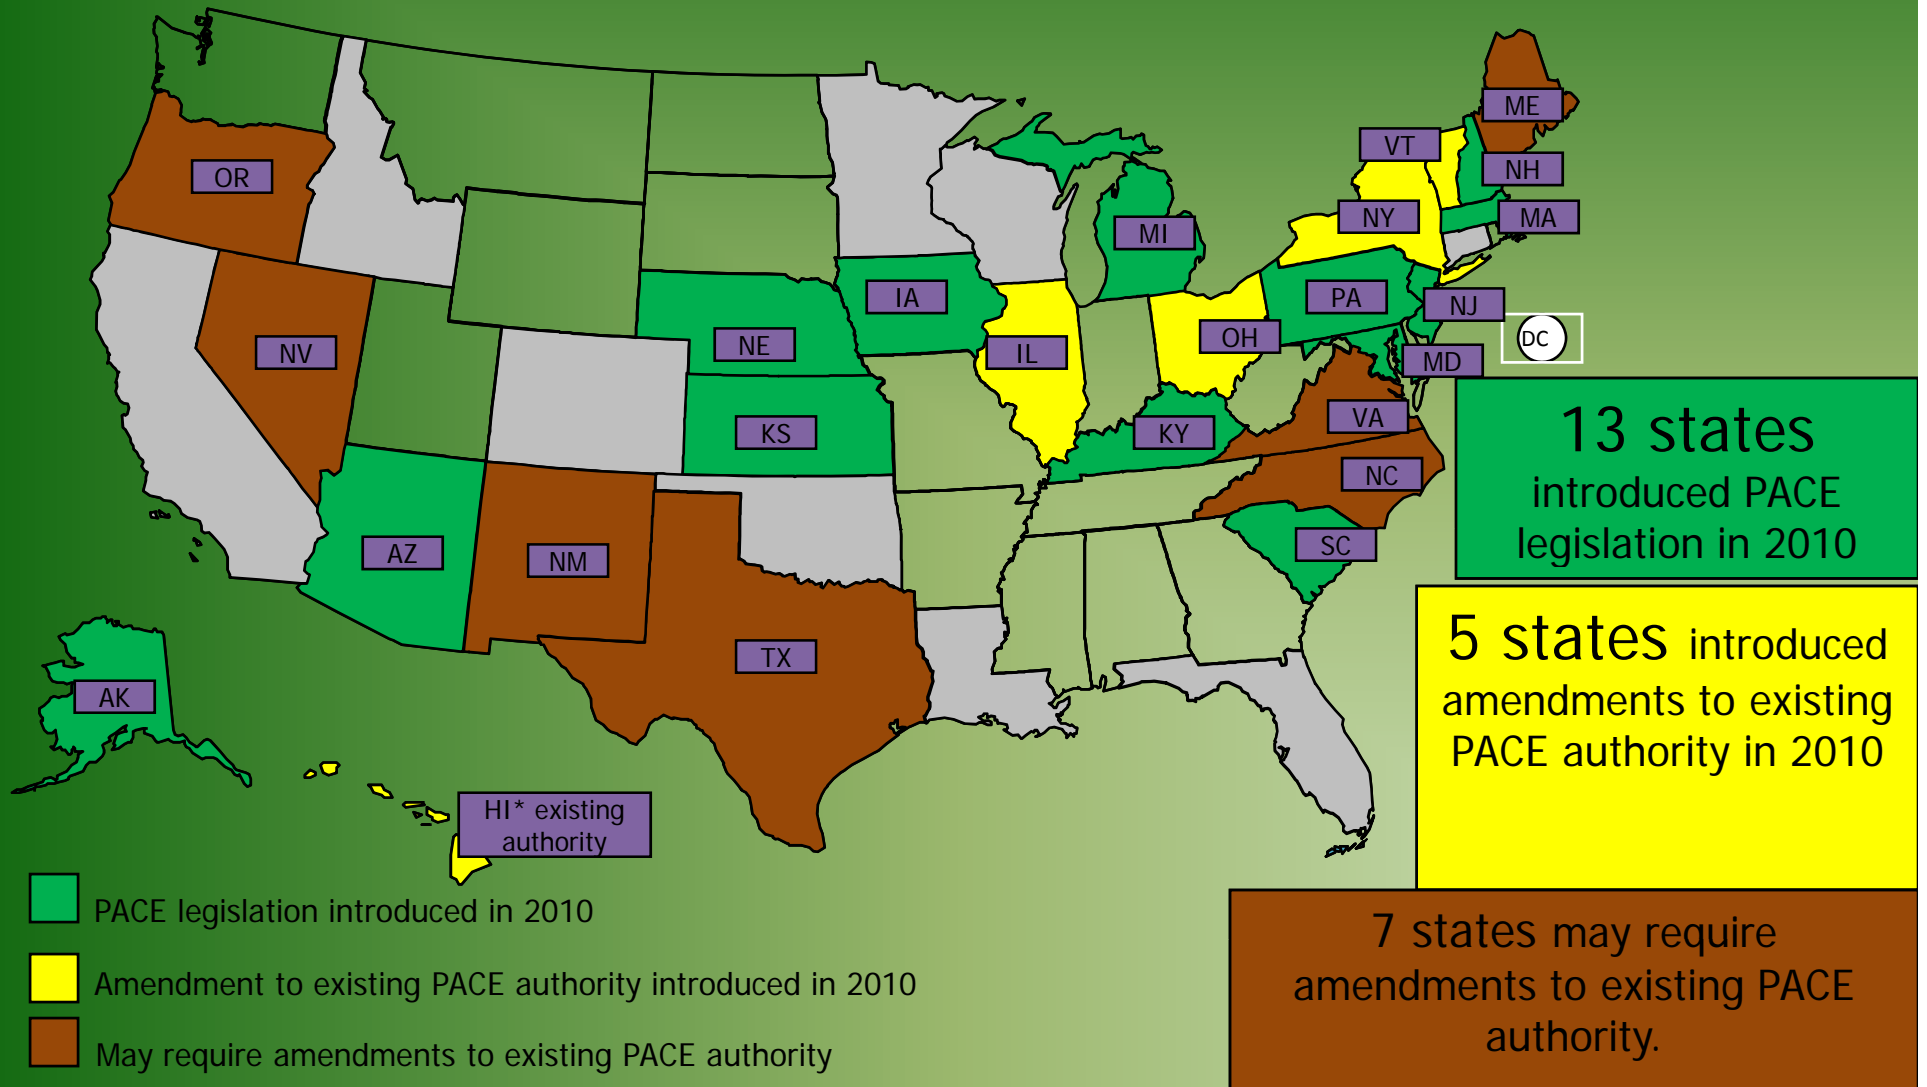 ME
VT
NH
OR
NY
MA
MI
IA
PA
NJ
NE
NV
IL
OH
DC
MD
VA
KS
KY
NC
AZ
NM
SC
TX
AK
HI* existing
authority
13 states
introduced PACE
legislation in 2010
5 states introduced
amendments to existing
PACE authority in 2010
7 states may require
amendments to existing PACE
authority.
PACE legislation introduced in 2010
Amendment to existing PACE authority introduced in 2010
May require amendments to existing PACE authority